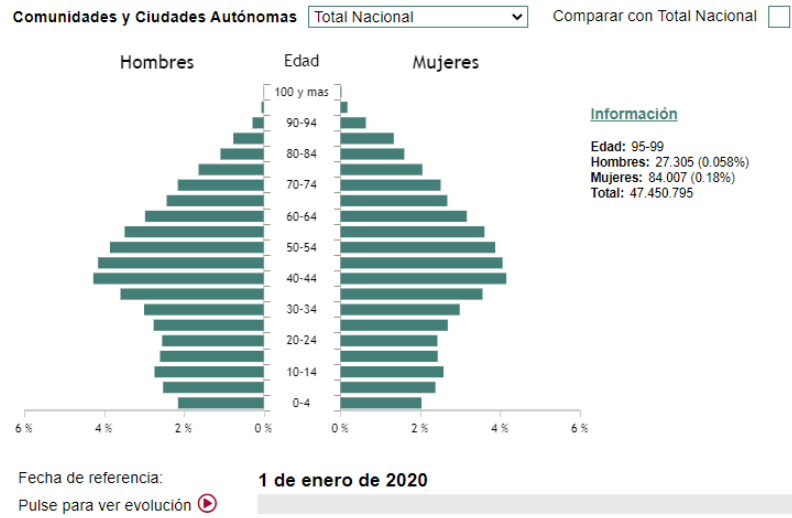 Comunidades y Ciudades Autónomas Total Nacional Comparar con Total Nacional
Hombres Edad Mujeres
100 y mas
90-94
80-84
70-74
60-64
50-54
40-44
30-34
20-24
10-14
0-4
6 % 4 % 2 % 0 % 0 % 2 % 4 % 6 %
Información
Edad: 95-99
Hombres: 27.305 (0.058%)
Mujeres: 84.007 (0.18%)
Total: 47.450.795
Fecha de referencia: 1 de enero de 2020
Pulse para ver evolución